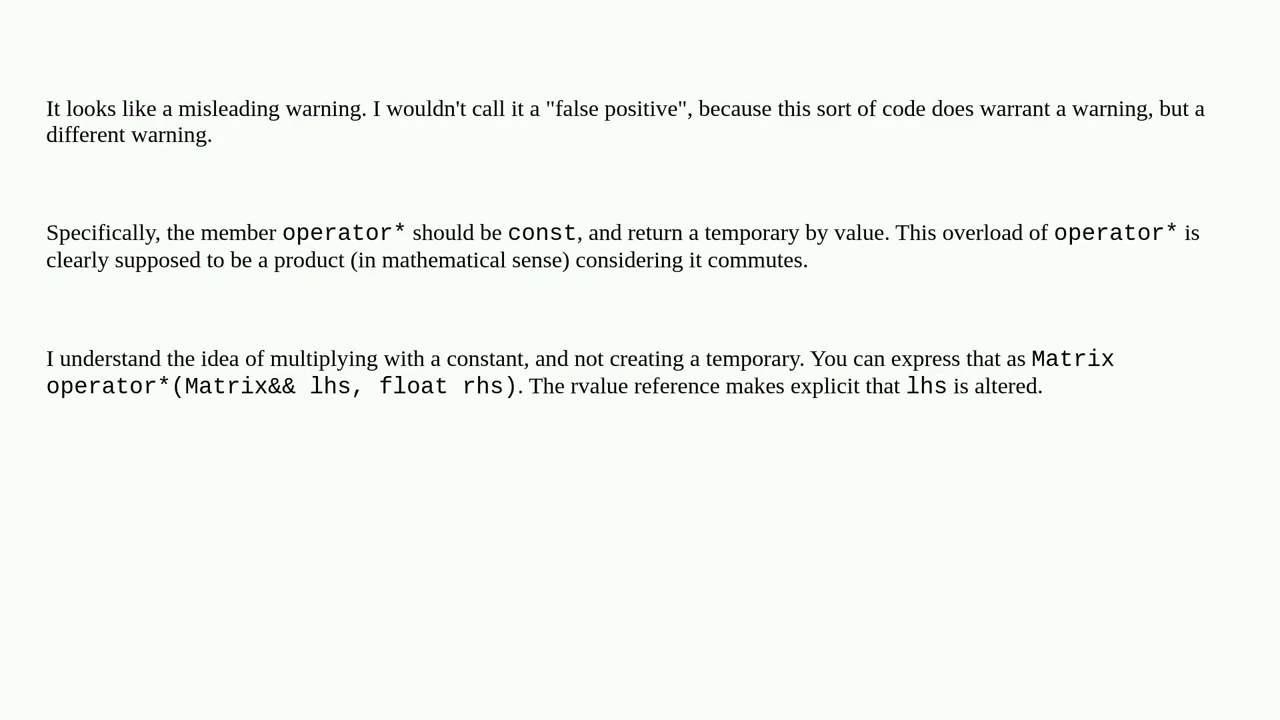 It looks like a misleading warning. I wouldn't call it a "false positive", because this sort of code does warrant a warning, but a
different warning.
Specifically, the member operator* should be const, and return a temporary by value. This overload of operator* is
clearly supposed to be a product (in mathematical sense) considering it commutes.
I understand the idea of multiplying with a constant, and not creating a temporary. You can express that as Matrix
operator*(Matrix&& lhs, float rhs). The rvalue reference makes explicit that lhs is altered.